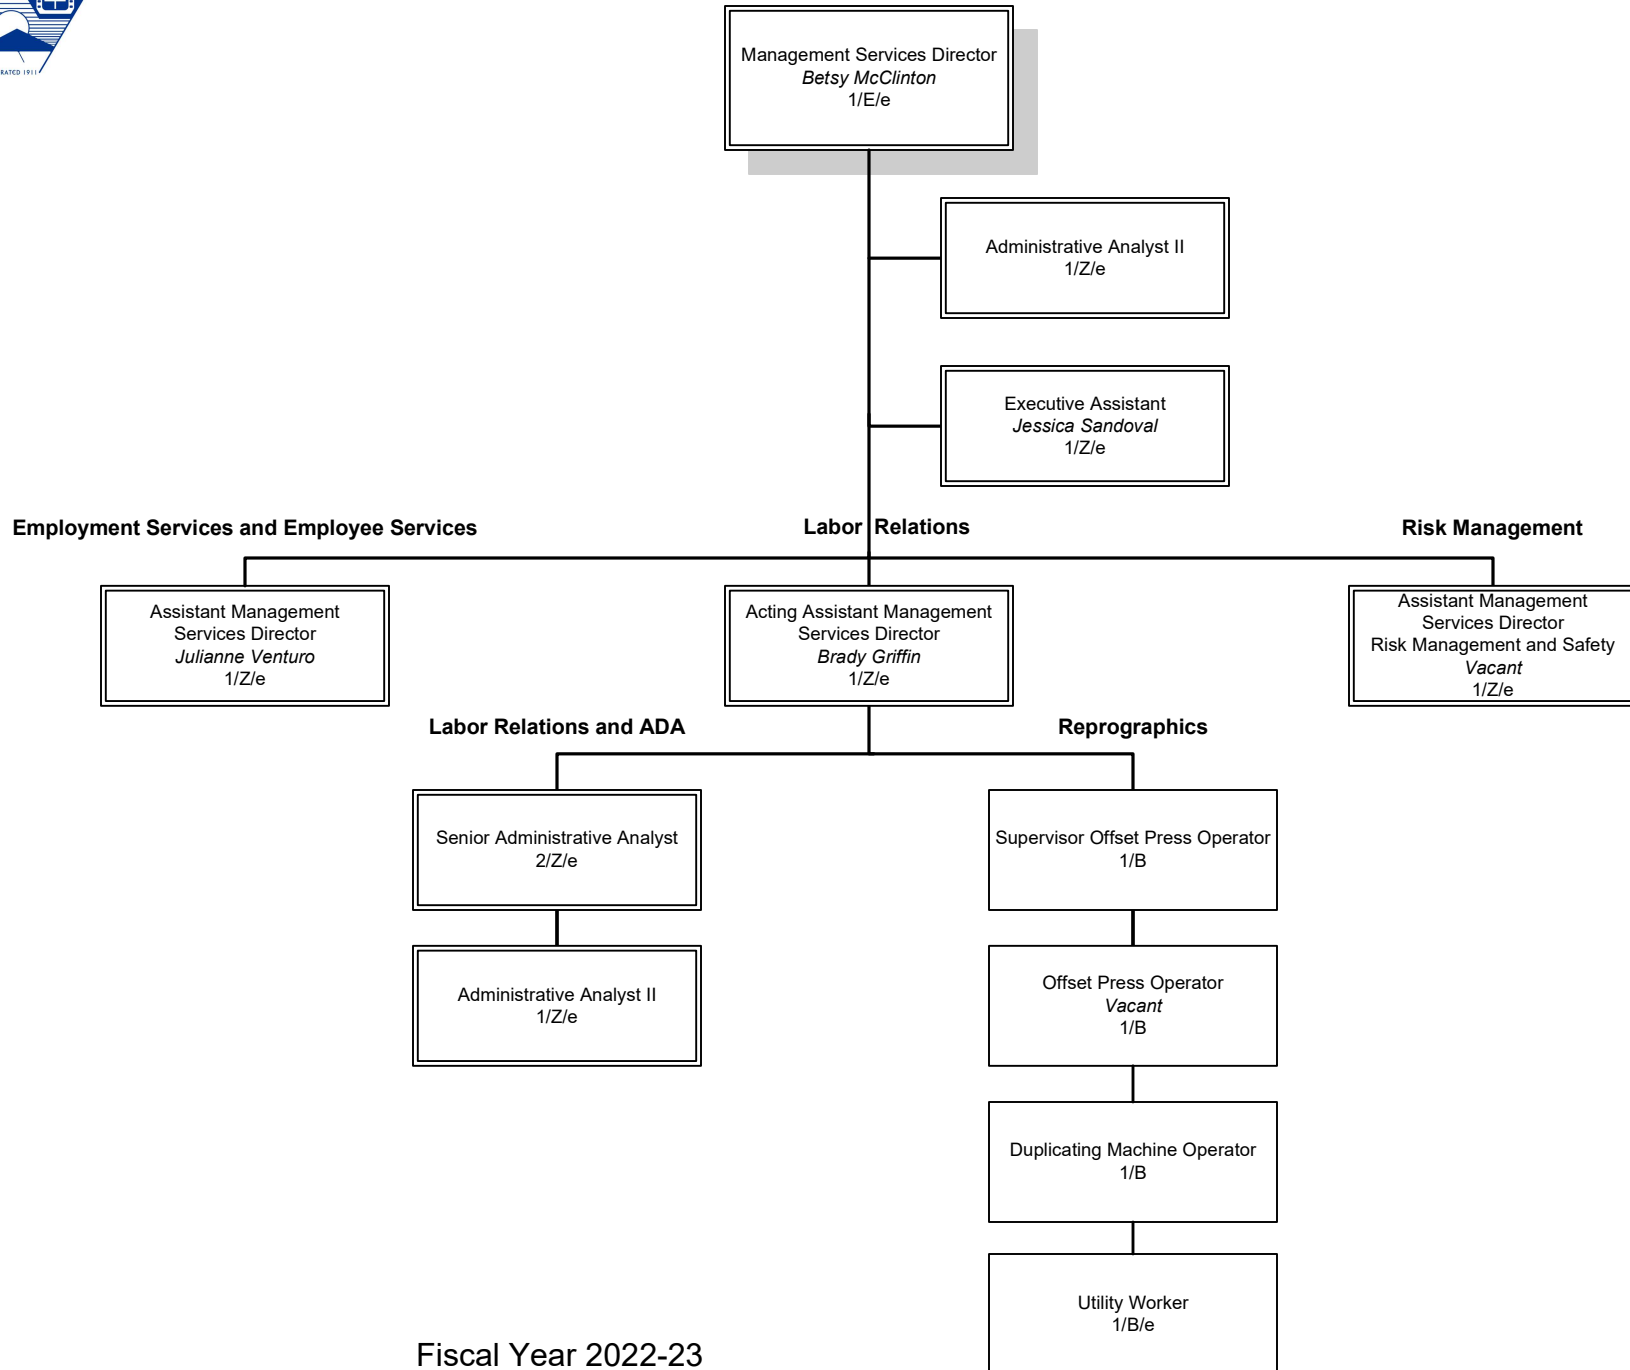 RATED 1911
Management Services Director
Betsy McClinton
1/E/e
Administrative Analyst II
1/Z/e
Executive Assistant
Jessica Sandoval
1/Z/e
Employment Services and Employee Services
Labor Relations
Risk Management
Assistant Management
Services Director
Julianne Venturo
1/Z/e
Acting Assistant Management
Services Director
Brady Griffin
1/Z/e
Assistant Management
Services Director
Risk Management and Safety
Vacant
1/Z/e
Labor Relations and ADA
Reprographics
Senior Administrative Analyst
2/Z/e
Supervisor Offset Press Operator
1/B
Administrative Analyst II
1/Z/e
Offset Press Operator
Vacant
1/B
Duplicating Machine Operator
1/B
Utility Worker
1/B/e
Fiscal Year 2022-23